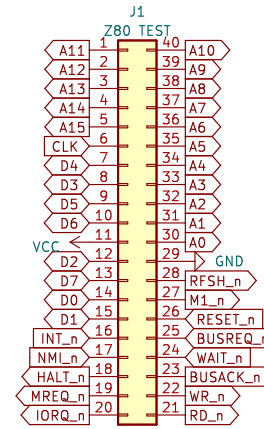 J1
Z80 TEST
A11 1 40 A10
A12 2 39 A9
A13 3 38 A8
A14 4 37 A7
A15 5 36 A6
CLK 6 35 A5
D4 7 34 A4
D3 8 33 A3
D5 9 32 A2
D6 10 31 A1
VCC 11 30 A0
D2 12 29 GND
D7 13 28 RFSH_n
D0 14 27 M1_n
D1 15 26 RESET_n
INT_n 16 25 BUSREQ_n
NMI_n 17 24 WAIT_n
HALT_n 18 23 BUSACK_n
MREQ_n 19 22 WR_n
IORQ_n 20 21 RD_n